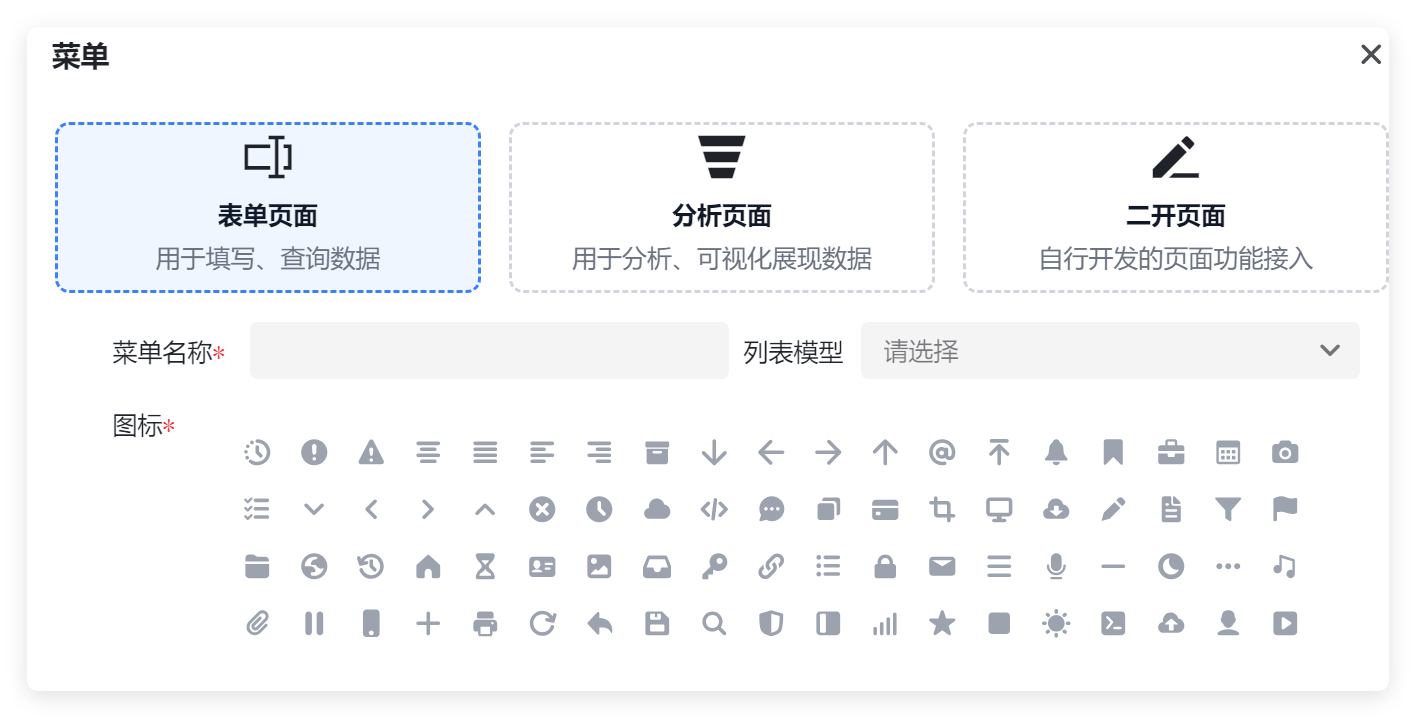 菜单
表单页面
用于填写、查询数据
分析页面
用于分析、可视化展现数据
二开页面
自行开发的页面功能接入
菜单名称*
列表模型
请选择
图标*